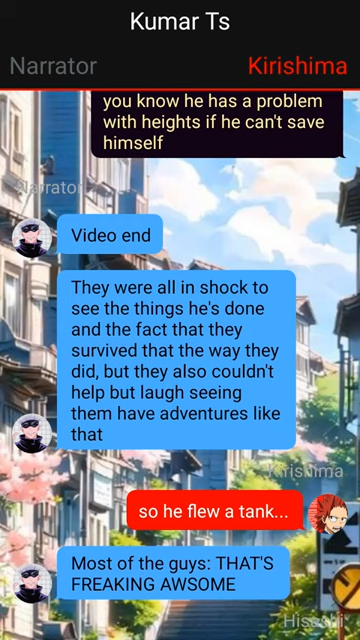 Kumar Ts
Narrator
Kirishima
you know he has a problem
with heights if he can't save
himself
Narrator
Video end
They were all in shock to
see the things he's done
and the fact that they
survived that the way they
did, but they also couldn't
help but laugh seeing
them have adventures like
that
Kirishima
so he flew a tank...
Most of the guys: THAT'S
FREAKING AWSOME
Hisashi